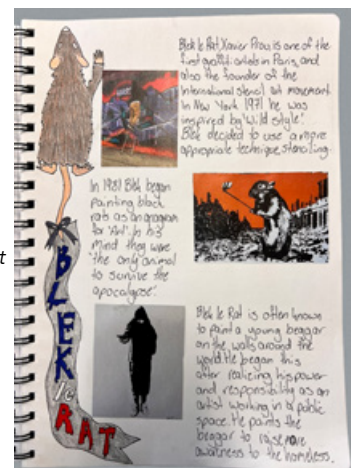 Blek le Rat, Xavier Prou, is one of the
first graffiti artists in Paris, and
also the founder of the
International stencil art movement.
In New York 1971 he was
inspired by 'wild style'.
Blek decided to use a more
appropriate technique, stenciling.
In 1981 Blek began
painting black
rats as an anagram
for 'Art'. In his
mind they were
'the only animal
to survive the
apocalypse'.
BLEK
le
RAT
Blek le Rat is often known
to paint a young beggar
on the walls around the
world. He began this
after realizing his power
and responsibility as an
artist working in a public
space. He paints the
beggar to raise more
awareness to the homeless.